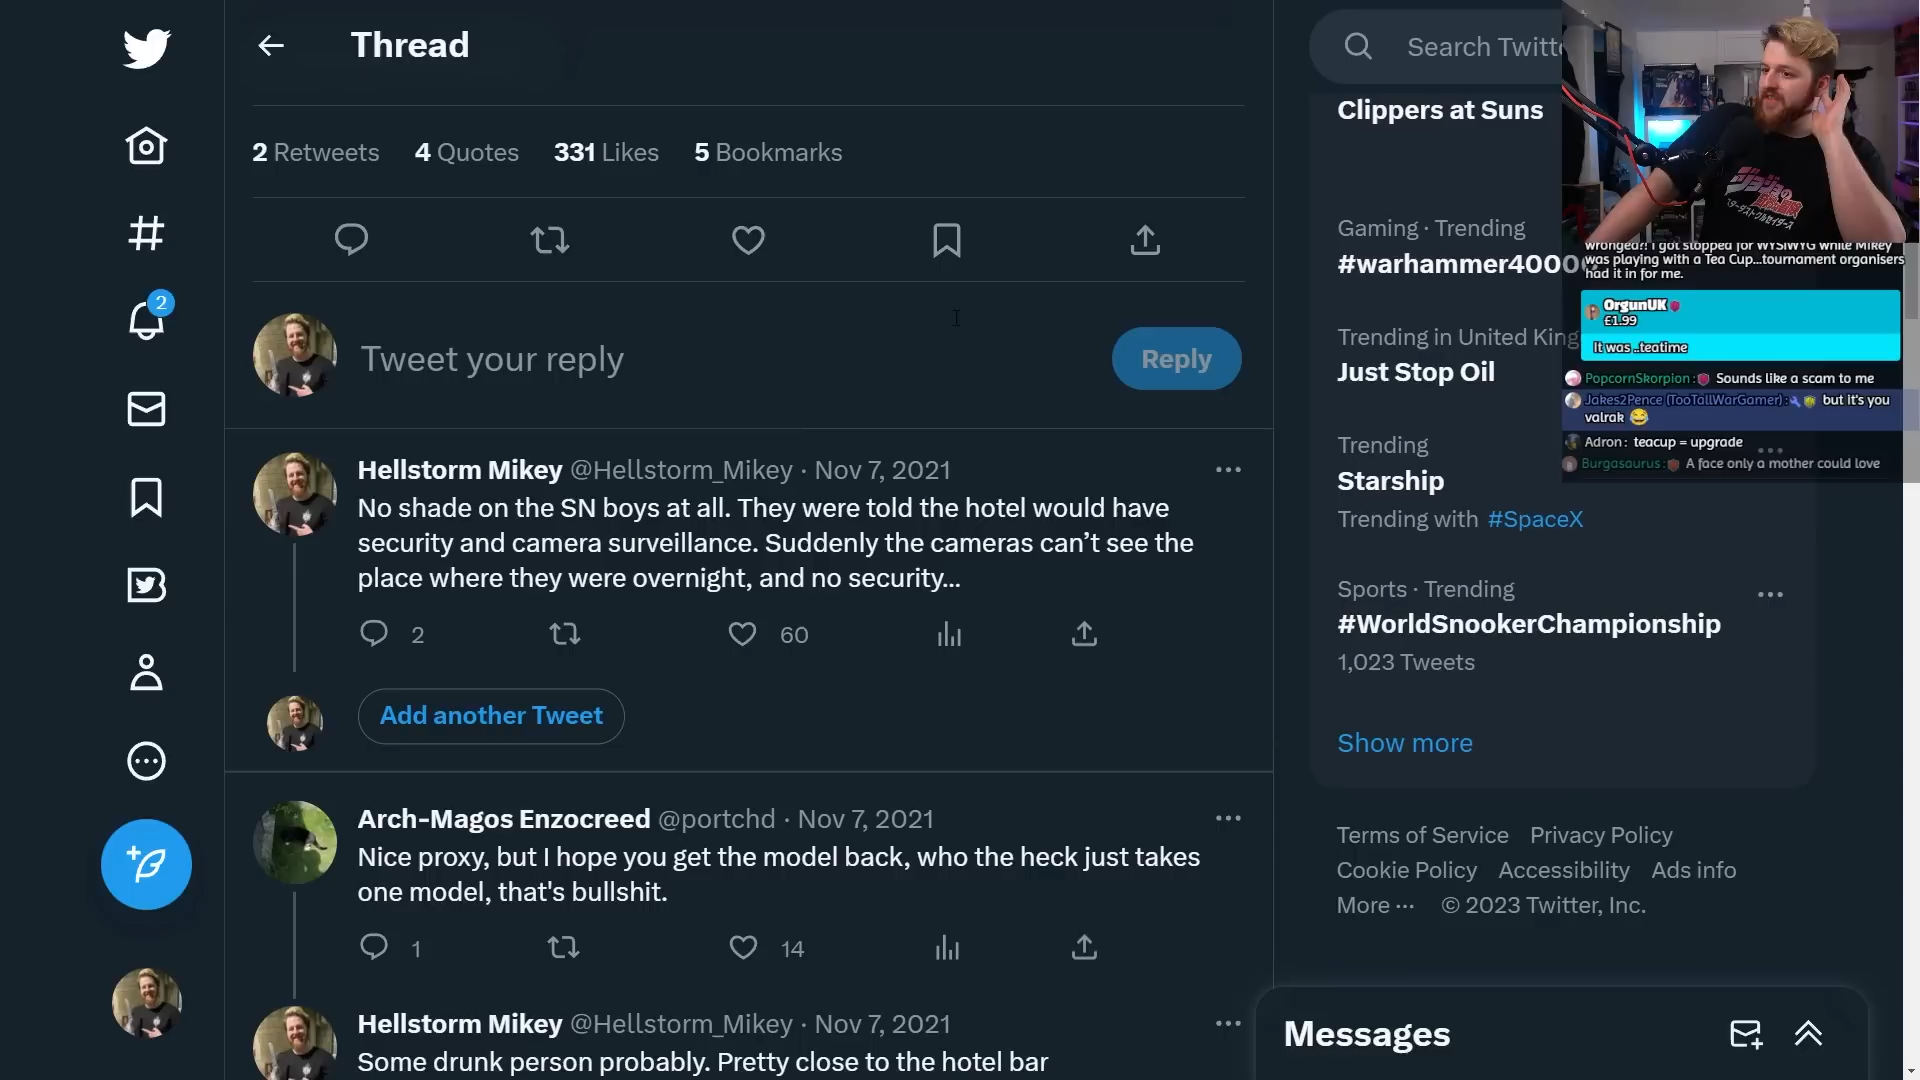 Thread
2 Retweets 4 Quotes 331 Likes 5 Bookmarks
2
Tweet your reply
Reply
Hellstorm Mikey @Hellstorm_Mikey · Nov 7, 2021
No shade on the SN boys at all. They were told the hotel would have
security and camera surveillance. Suddenly the cameras can’t see the
place where they were overnight, and no security...
2 60
Add another Tweet
Arch-Magos Enzocreed @portchd · Nov 7, 2021
Nice proxy, but I hope you get the model back, who the heck just takes
one model, that's bullshit.
1 14
Hellstorm Mikey @Hellstorm_Mikey · Nov 7, 2021
Some drunk person probably. Pretty close to the hotel bar
Search Twitt
Clippers at Suns
Gaming · Trending
#warhammer4000
Trending in United King
Just Stop Oil
Trending
Starship
Trending with #SpaceX
Sports · Trending
#WorldSnookerChampionship
1,023 Tweets
Show more
Terms of Service Privacy Policy
Cookie Policy Accessibility Ads info
More ··· © 2023 Twitter, Inc.
Messages
wronged?! I got stopped for WYSIWYG while Mikey
was playing with a Tea Cup...tournament organisers
had it in for me.
OrgunUK
£1.99
It was ..teatime
PopcornSkorpion: Sounds like a scam to me
Jakes2Pence (TooTallWarGamer): but it's you
valrak
Adron: teacup = upgrade
Burgasaurus: A face only a mother could love